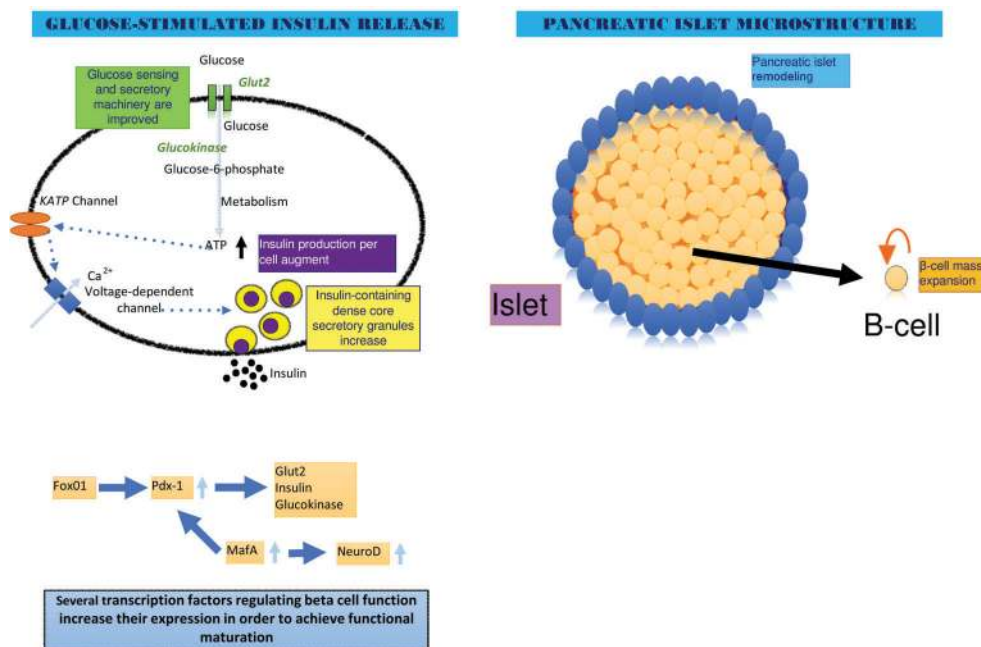 GLUCOSE-STIMULATED INSULIN RELEASE
Glucose
Glut2
Glucose sensing
and secretory
machinery are
improved
Glucose
Glucokinase
Glucose-6-phosphate
KATP Channel
Metabolism
ATP
Insulin production per
cell augment
Ca2+
Voltage-dependent
channel
Insulin-containing
dense core
secretory granules
increase
Insulin
PANCREATIC ISLET MICROSTRUCTURE
Pancreatic islet
remodeling
Islet
β-cell mass
expansion
B-cell
Fox01
Pdx-1
Glut2
Insulin
Glucokinase
MafA
NeuroD
Several transcription factors regulating beta cell function
increase their expression in order to achieve functional
maturation